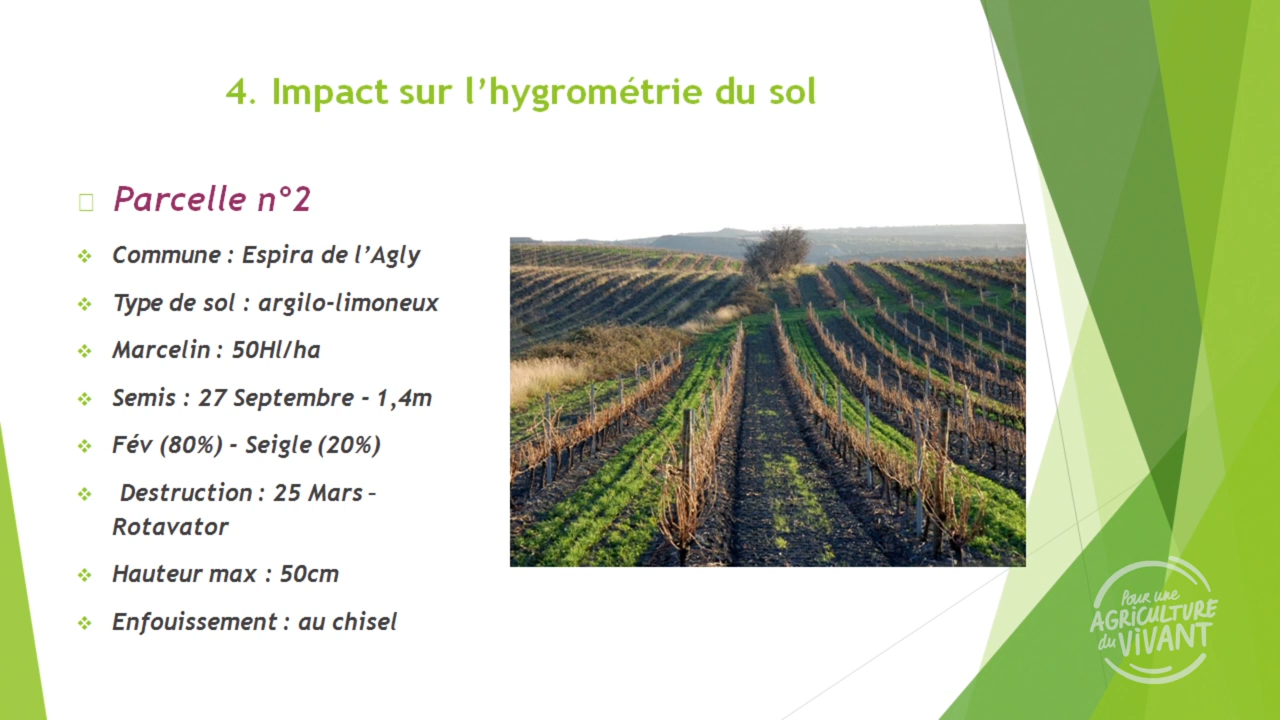 4. Impact sur l’hygrométrie du sol
Parcelle n°2
Commune : Espira de l’Agly
Type de sol : argilo-limoneux
Marcelin : 50Hl/ha
Semis : 27 Septembre - 1,4m
Fév (80%) - Seigle (20%)
Destruction : 25 Mars –
Rotavator
Hauteur max : 50cm
Enfouissement : au chisel
Pour une
AGRiCULTURE
du ViVANT